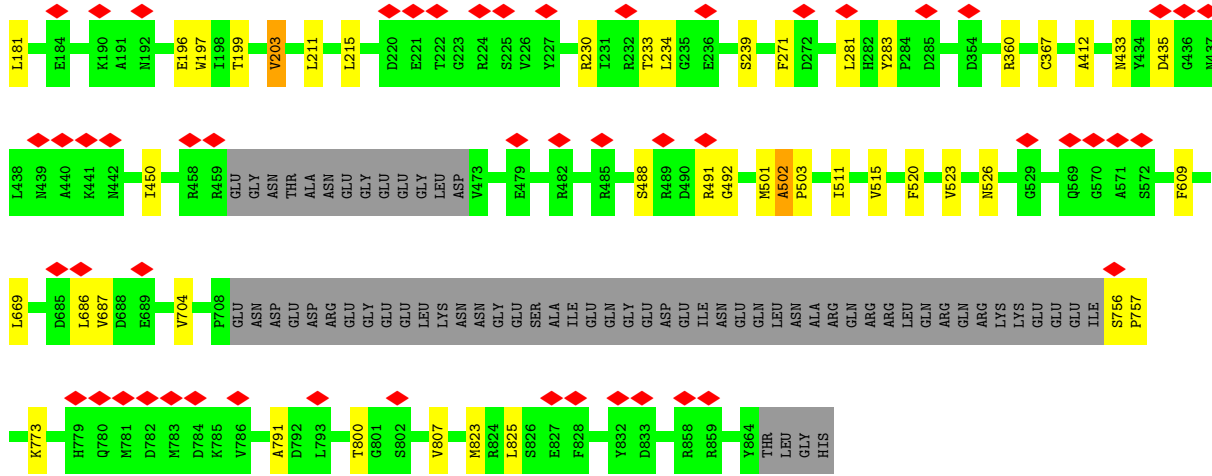 L181 E184 K190 A191 N192 E196 W197 I198 T199 V203 L211 L215 D220 E221 T222 G223 R224 S225 V226 Y227 R230 I231 R232 T233 L234 G235 E236 S239 F271 D272 L281 H282 Y283 P284 D285 D354 R360 C367 A412 N433 Y434 D435 G436 N437
L438 N439 A440 K441 N442 I450 R458 R459 GLU GLY ASN THR ALA ASN GLU GLY GLU GLU GLY LEU ASP V473 E479 R482 R485 S488 R489 D490 R491 G492 M501 A502 P503 I511 V515 F520 V523 N526 G529 Q569 G570 A571 S572 F609
L669 D685 L686 V687 D688 E689 V704 P708 GLU ASN ASP GLU ASP ARG GLU GLY GLU GLU LEU LYS ASN ASN GLY GLU SER ALA ILE GLU GLN GLY GLU ASP GLU ILE ASN GLU GLN LEU ASN ALA ARG GLN ARG ARG LEU GLN ARG GLN ARG LYS LYS GLU GLU GLU ILE S756 P757
K773 H779 Q780 M781 D782 M783 D784 K785 V786 A791 D792 L793 T800 G801 S802 V807 M823 R824 L825 S826 E827 F828 Y832 D833 R858 R859 Y864 THR LEU GLY HIS